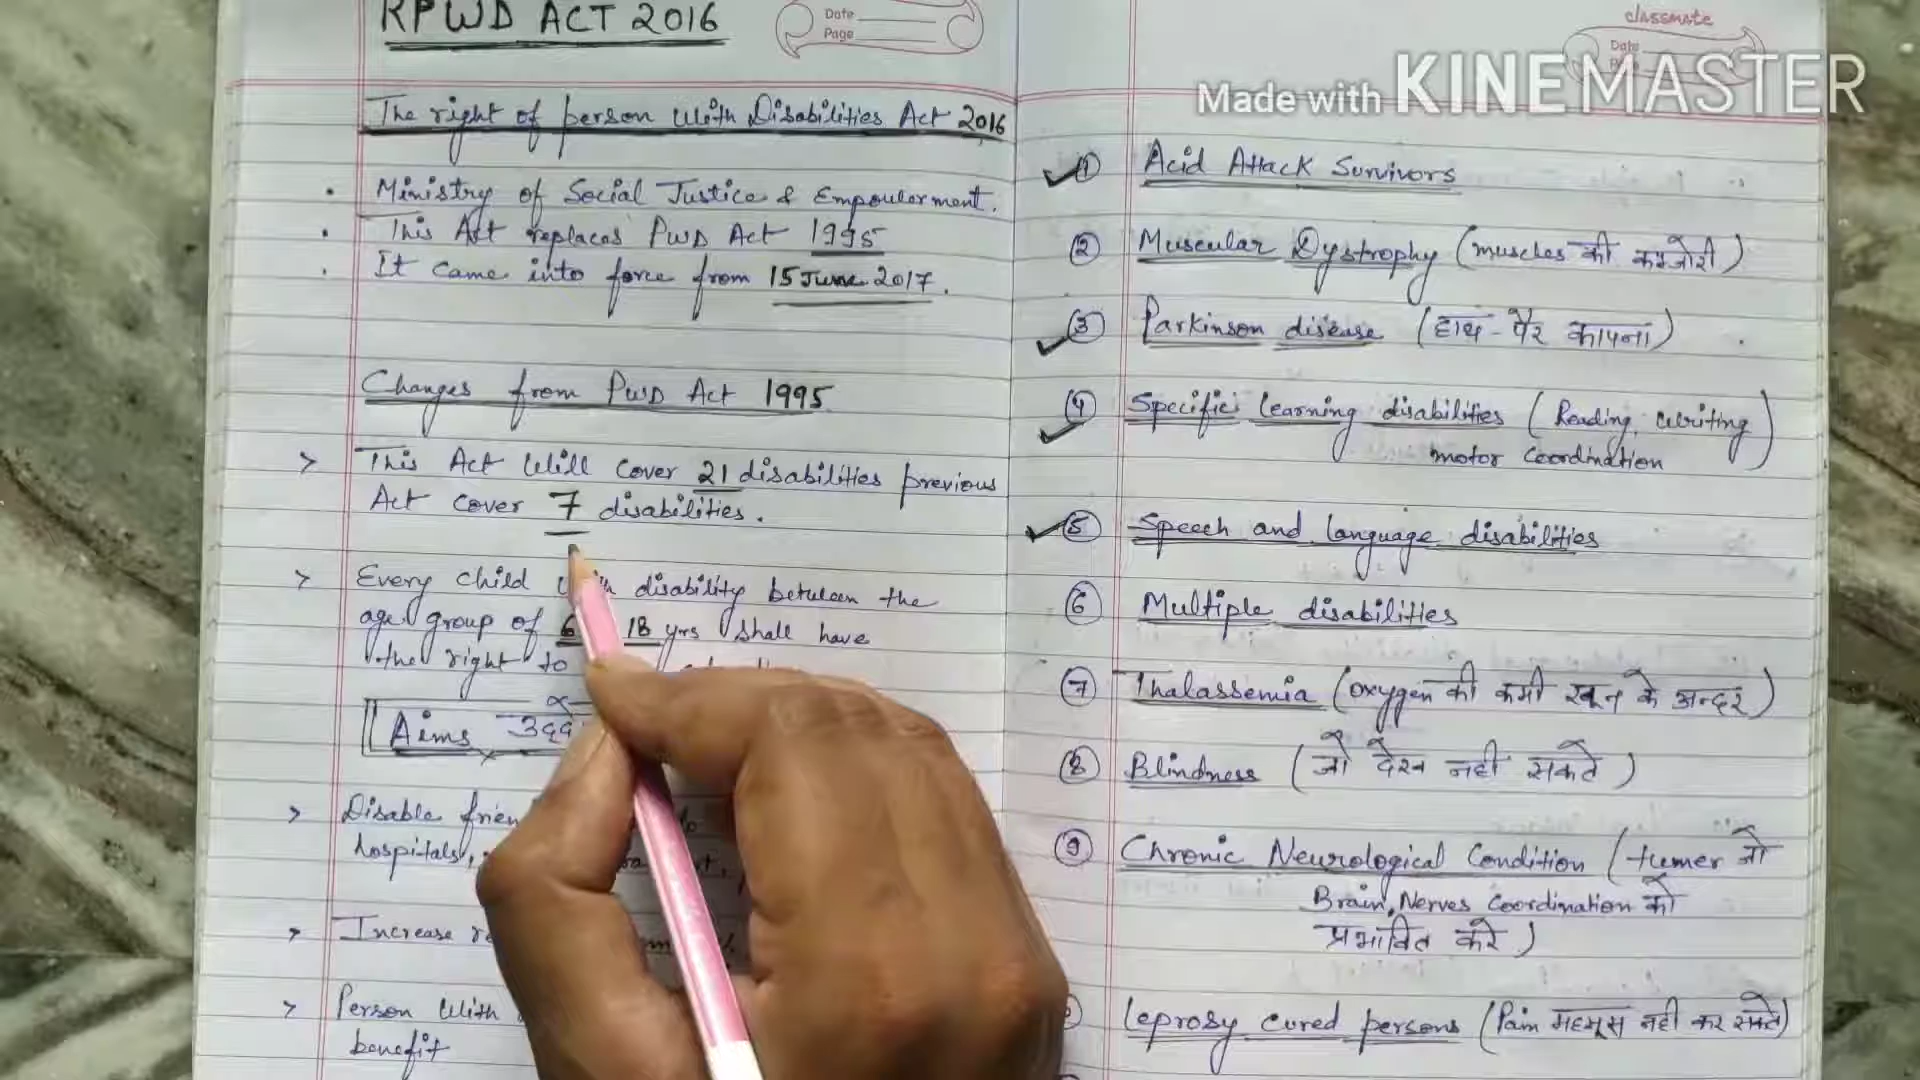 RPWD ACT 2016
Date
Page
The right of person with Disabilities Act 2016
• Ministry of Social Justice & Empowerment.
• This Act replaces PWD Act 1995
• It came into force from 15 June 2017.
Changes from PWD Act 1995
> This Act will cover 21 disabilities previous
Act cover 7 disabilities.
> Every child disability between the
age group of 6 18 yrs shall have
the right to
Aims
> Disable
hospitals,
> Increase
> Person with
benefit
classmate
Date
Made with KINEMASTER
① Acid Attack Survivors
② Muscular Dystrophy (muscles की कमजोरी)
③ Parkinson disease (हाथ-पैर कापना)
④ Specific learning disabilities (Reading, writing
motor coordination)
⑤ Speech and language disabilities
⑥ Multiple disabilities
⑦ Thalassemia (oxygen की कमी खून के अन्दर)
⑧ Blindness (जो देख नही सकते)
⑨ Chronic Neurological Condition (tumer जो
Brain, Nerves Coordination को
प्रभावित करे)
leprosy cured persons (Pain महसूस नही कर सकते)